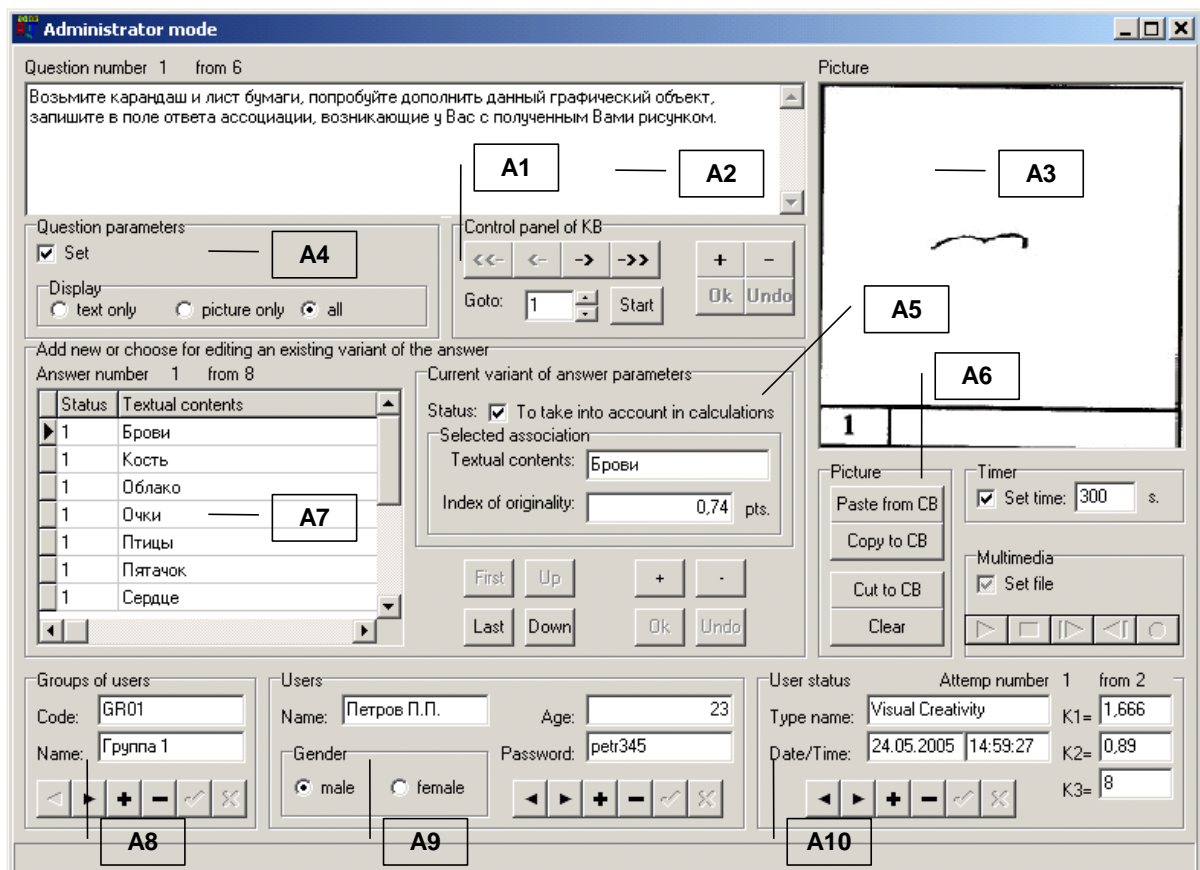 Administrator mode
Question number 1 from 6
Возьмите карандаш и лист бумаги, попробуйте дополнить данный графический объект,
запишите в поле ответа ассоциации, возникающие у Вас с полученным Вами рисунком.
A1
A2
Picture
A3
1
Question parameters
Set
A4
Display
text only picture only all
Control panel of KB
<<- <- -> ->>
+ -
Goto: 1 Start
Ok Undo
A5
Add new or choose for editing an existing variant of the answer
Answer number 1 from 8
Status Textual contents
1 Брови
1 Кость
1 Облако
1 Очки
1 Птицы
1 Пятачок
1 Сердце
A7
Current variant of answer parameters
Status: To take into account in calculations
Selected association
Textual contents: Брови
Index of originality: 0,74 pts.
First Up + -
Last Down Ok Undo
A6
Picture
Paste from CB
Copy to CB
Cut to CB
Clear
Timer
Set time: 300 s.
Multimedia
Set file
Groups of users
Code: GR01
Name: Группа 1
A8
Users
Name: Петров П.П. Age: 23
Gender
male female
Password: petr345
A9
User status Attemp number 1 from 2
Type name: Visual Creativity K1= 1,666
Date/Time: 24.05.2005 14:59:27 K2= 0,89
K3= 8
A10